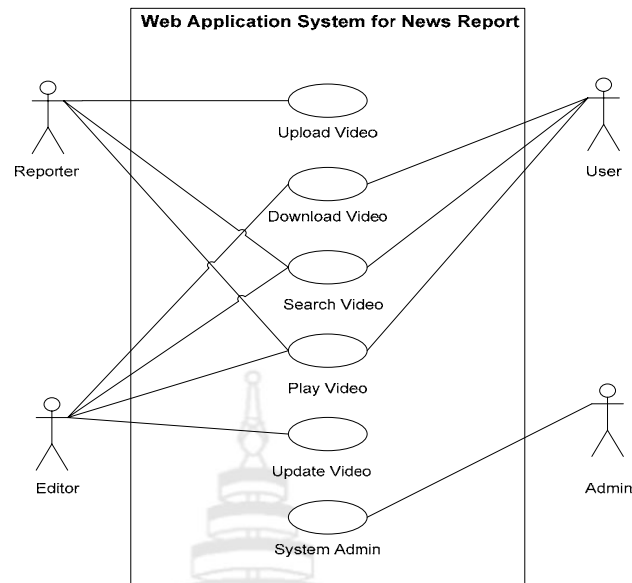 Web Application System for News Report
Upload Video
Reporter
User
Download Video
Search Video
Play Video
Editor
Admin
Update Video
System Admin